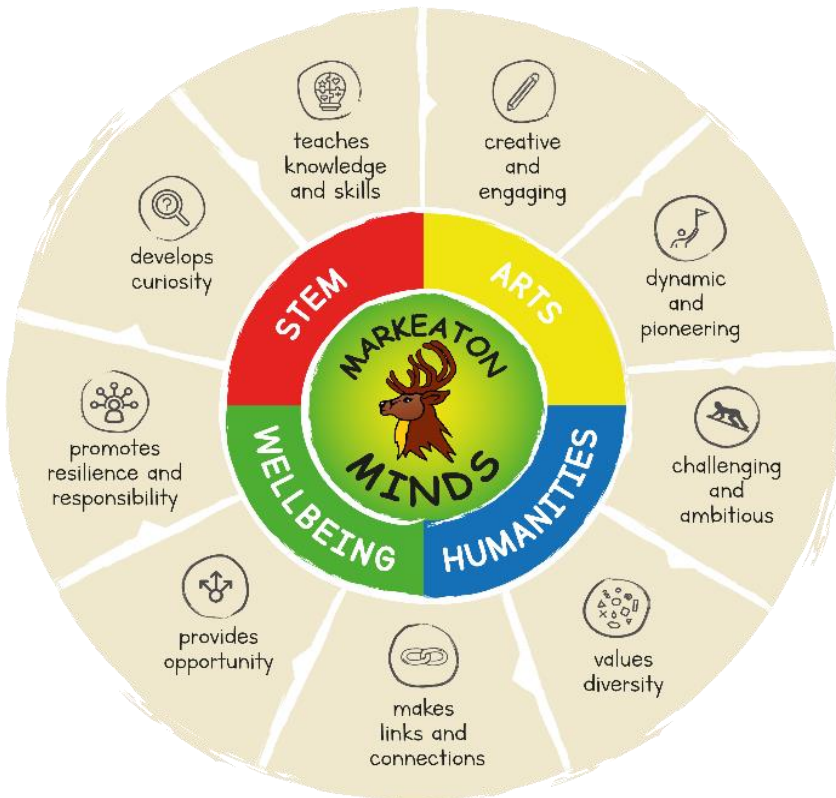 teaches
knowledge
and skills
creative
and
engaging
develops
curiosity
dynamic
and
pioneering
STEM
ARTS
MARKEATON
MINDS
WELLBEING
HUMANITIES
promotes
resilience and
responsibility
challenging
and
ambitious
provides
opportunity
values
diversity
makes
links and
connections
?